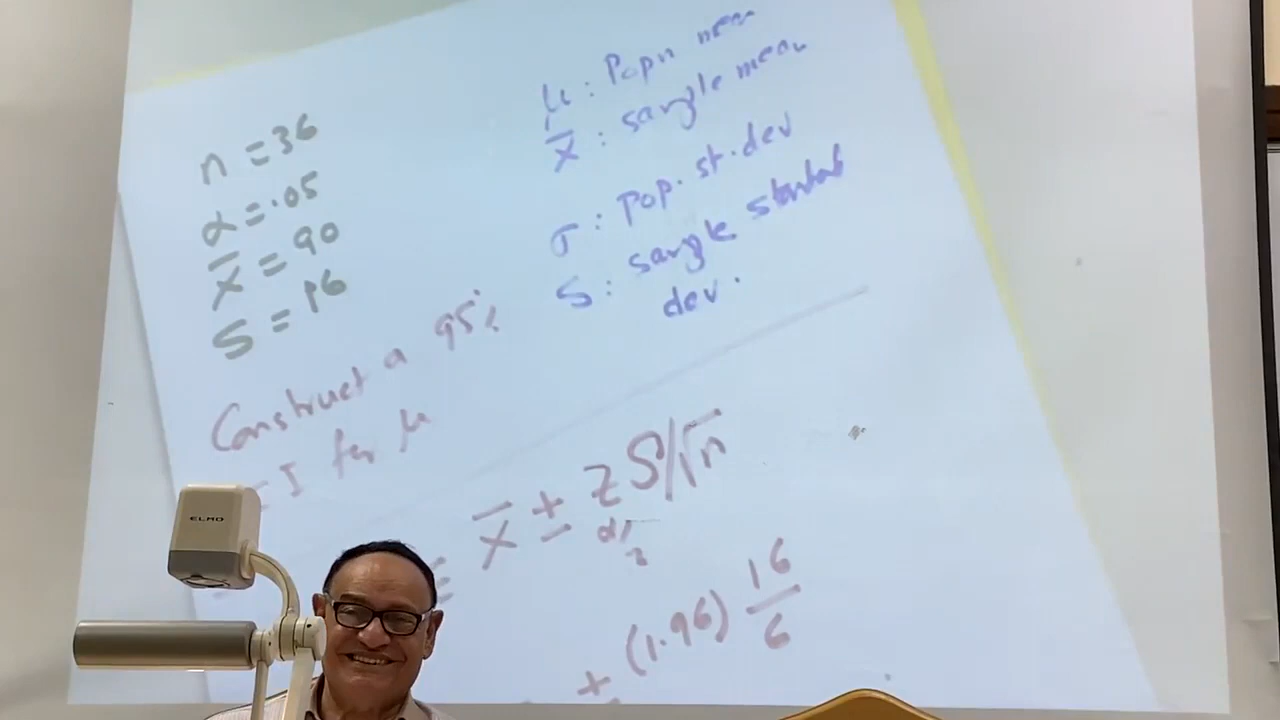 n = 36
α = .05
x̄ = 90
S = 16
μ : Popn mean
x̄ : sample mean
σ : pop. st. dev
S : sample standard
dev.
Construct a 95%
I for μ
= x̄ ± z α/2 S/√n
± (1.96) 16/6
ELMO